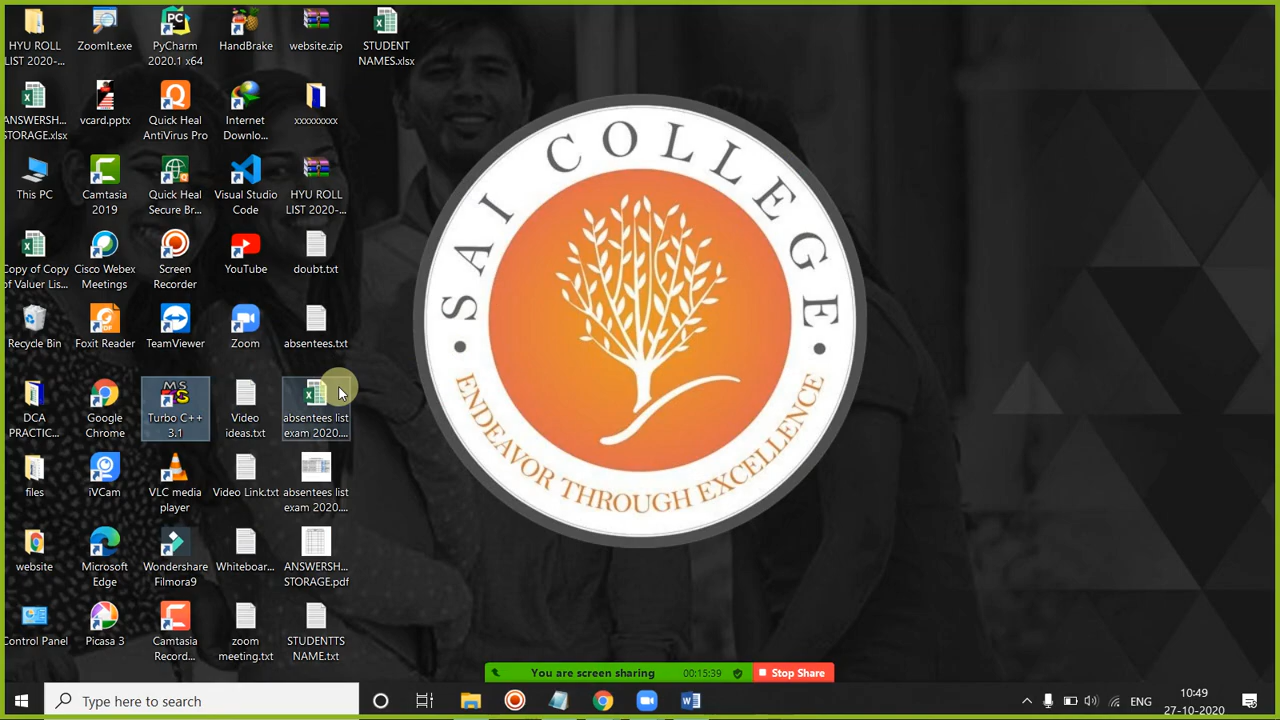 HYU ROLL
LIST 2020-...
ZoomIt.exe
PyCharm
2020.1 x64
HandBrake
website.zip
STUDENT
NAMES.xlsx
ANSWERSH...
STORAGE.xlsx
vcard.pptx
Quick Heal
AntiVirus Pro
Internet
Downlo...
xxxxxxxx
This PC
Camtasia
2019
Quick Heal
Secure Br...
Visual Studio
Code
HYU ROLL
LIST 2020-...
Copy of Copy
of Valuer Lis...
Cisco Webex
Meetings
Screen
Recorder
YouTube
doubt.txt
Recycle Bin
Foxit Reader
TeamViewer
Zoom
absentees.txt
DCA
PRACTIC...
Google
Chrome
Turbo C++
3.1
Video
ideas.txt
absentees list
exam 2020....
files
iVCam
VLC media
player
Video Link.txt
absentees list
exam 2020....
website
Microsoft
Edge
Wondershare
Filmora9
Whiteboar...
ANSWERSH...
STORAGE.pdf
Control Panel
Picasa 3
Camtasia
Record...
zoom
meeting.txt
STUDENTTS
NAME.txt
SAI COLLEGE
ENDEAVOR THROUGH EXCELLENCE
You are screen sharing
00:15:39
Stop Share
Type here to search
ENG
10:49
27-10-2020